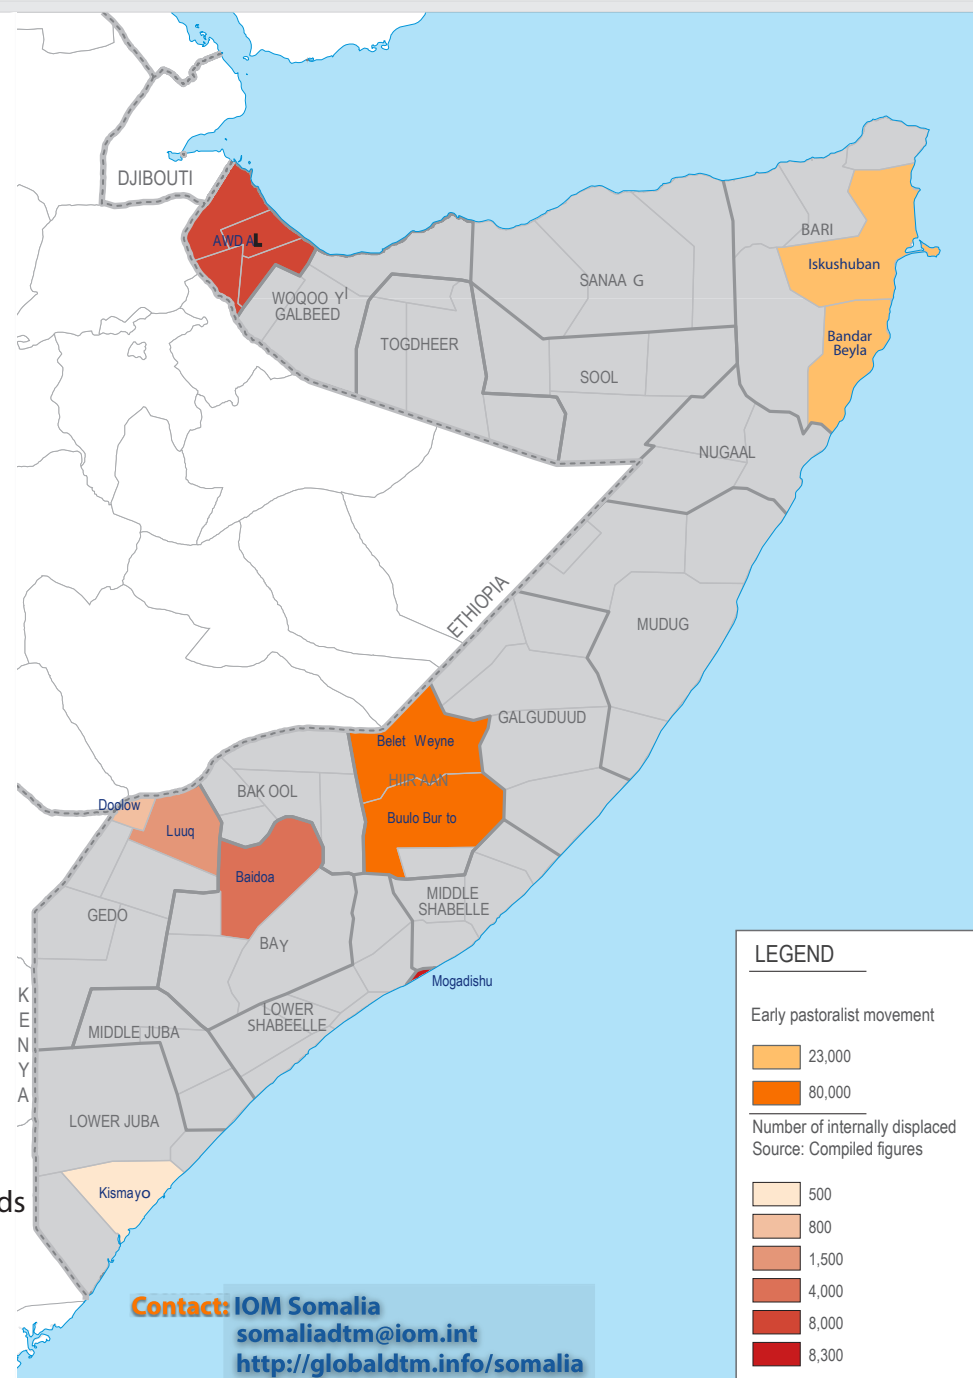 DJIBOUTI
AWDAL
WOQOOYI
GALBEED
TOGDHEER
SANAAG
SOOL
BARI
Iskushuban
Bandar
Beyla
NUGAAL
ETHIOPIA
MUDUG
GALGUDUUD
Belet Weyne
HIIRAAN
Buulo Burto
BAKOOL
Doolow
Luuq
Baidoa
GEDO
BAY
MIDDLE
SHABELLE
Mogadishu
LOWER
SHABEELLE
MIDDLE JUBA
KENYA
LOWER JUBA
Kismayo
ds
Contact: IOM Somalia
somaliadtm@iom.int
http://globaldtm.info/somalia
LEGEND
Early pastoralist movement
23,000
80,000
Number of internally displaced
Source: Compiled figures
500
800
1,500
4,000
8,000
8,300